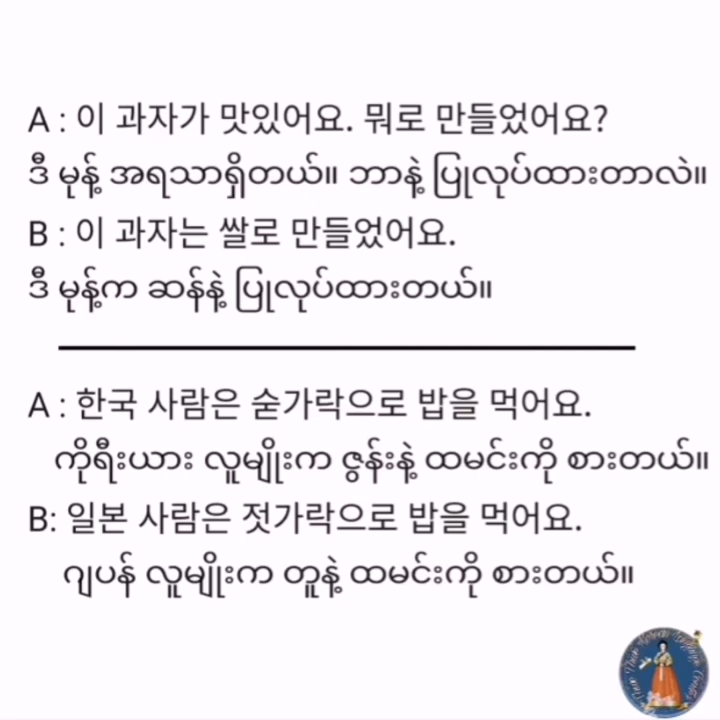 A : 이 과자가 맛있어요. 뭐로 만들었어요?
ဒီ မုန့် အရသာရှိတယ်။ ဘာနဲ့ ပြုလုပ်ထားတာလဲ။
B : 이 과자는 쌀로 만들었어요.
ဒီ မုန့်က ဆန်နဲ့ ပြုလုပ်ထားတယ်။
A : 한국 사람은 숟가락으로 밥을 먹어요.
ကိုရီးယား လူမျိုးက ဇွန်းနဲ့ ထမင်းကို စားတယ်။
B: 일본 사람은 젓가락으로 밥을 먹어요.
ဂျပန် လူမျိုးက တူနဲ့ ထမင်းကို စားတယ်။